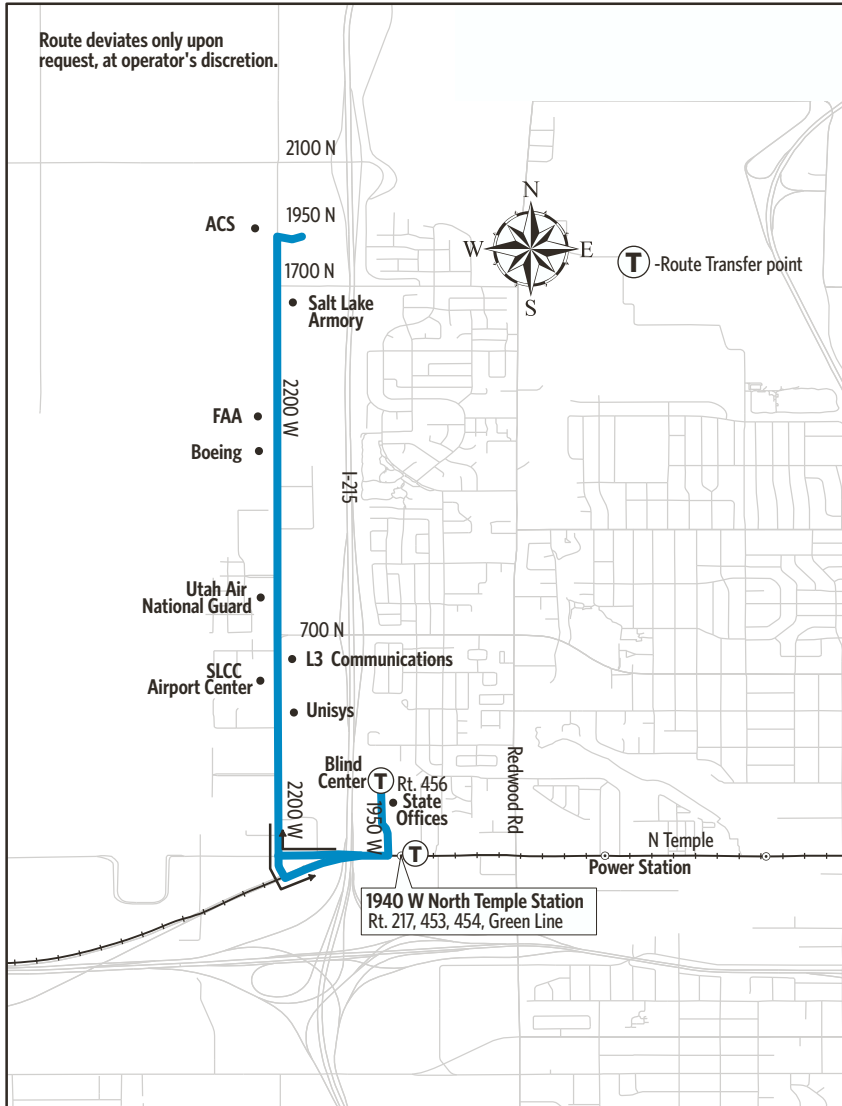 Route deviates only upon
request, at operator's discretion.
2100 N
1950 N
ACS
N
W
E
S
T
-Route Transfer point
1700 N
Salt Lake
Armory
2200 W
FAA
Boeing
I-215
Utah Air
National Guard
700 N
L3 Communications
SLCC
Airport Center
Unisys
Redwood Rd
Blind
Center
T
Rt. 456
State
Offices
2200 W
1950 W
N Temple
T
Power Station
1940 W North Temple Station
Rt. 217, 453, 454, Green Line